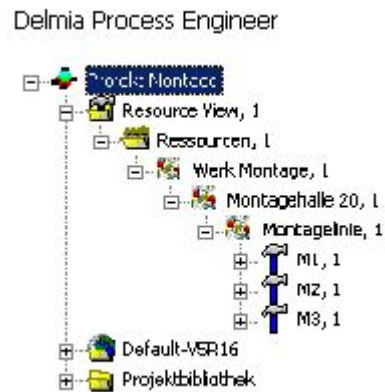 Delmia Process Engineer
Montage
Resource View, 1
Ressourcen, 1
Werk Montage, 1
Montagehalle 20, 1
Montagelinie, 1
M1, 1
M2, 1
M3, 1
Default-V5R16
Projektbibliothek